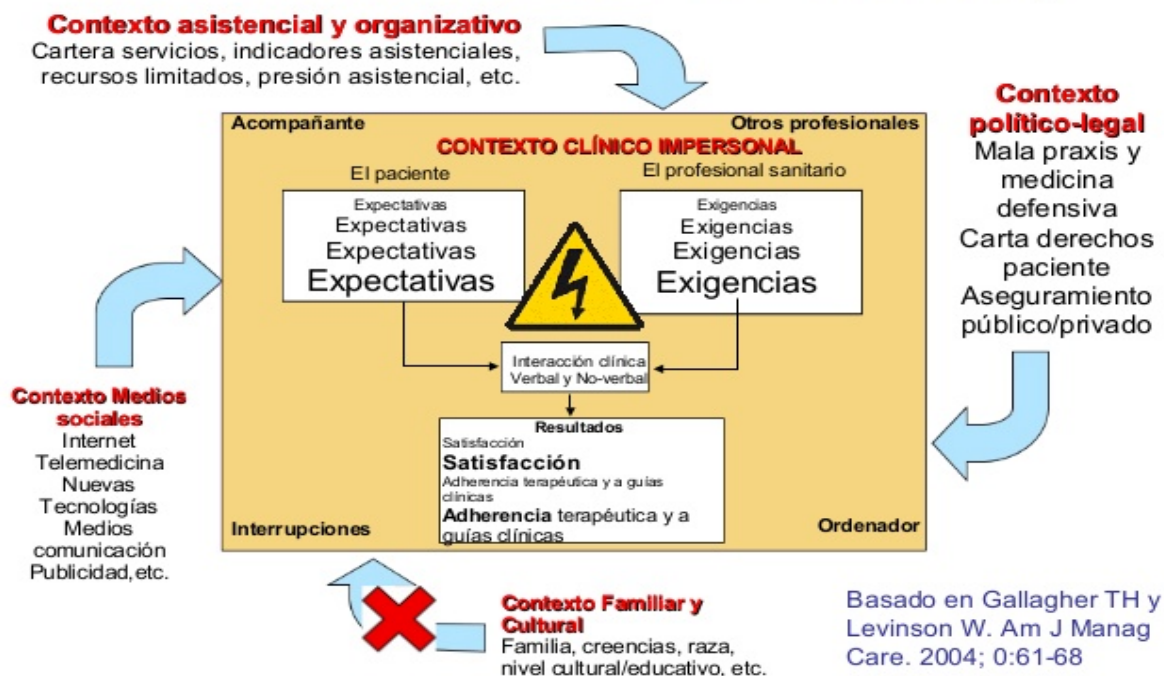 Contexto asistencial y organizativo
Cartera servicios, indicadores asistenciales,
recursos limitados, presión asistencial, etc.
Contexto
político-legal
Mala praxis y
medicina
defensiva
Carta derechos
paciente
Aseguramiento
público/privado
Acompañante
Otros profesionales
CONTEXTO CLÍNICO IMPERSONAL
El paciente
El profesional sanitario
Expectativas
Expectativas
Expectativas
Expectativas
Exigencias
Exigencias
Exigencias
Exigencias
Interacción clínica
Verbal y No-verbal
Resultados
Satisfacción
Satisfacción
Adherencia terapéutica y a guías
clínicas
Adherencia terapéutica y a
guías clínicas
Interrupciones
Ordenador
Contexto Medios
sociales
Internet
Telemedicina
Nuevas
Tecnologías
Medios
comunicación
Publicidad,etc.
Contexto Familiar y
Cultural
Familia, creencias, raza,
nivel cultural/educativo, etc.
Basado en Gallagher TH y
Levinson W. Am J Manag
Care. 2004; 0:61-68